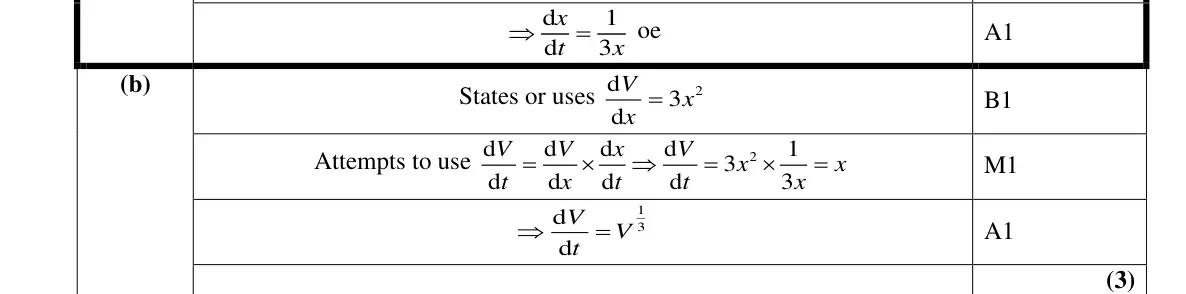 ⇒ dx/dt = 1/(3x) oe A1
(b) States or uses dV/dx = 3x² B1
Attempts to use dV/dt = dV/dx × dx/dt ⇒ dV/dt = 3x² × 1/(3x) = x M1
⇒ dV/dt = V^(1/3) A1
(3)